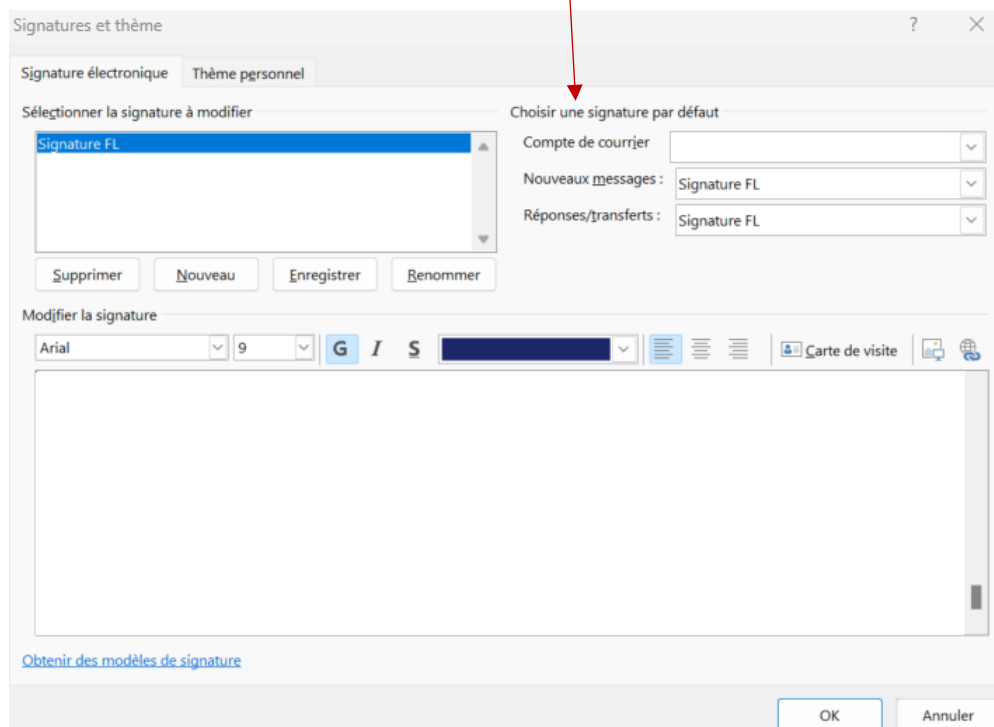 Signatures et thème
Signature électronique Thème personnel
Sélectionner la signature à modifier Choisir une signature par défaut
Signature FL
Compte de courrier
Nouveaux messages : Signature FL
Réponses/transferts : Signature FL
Supprimer Nouveau Enregistrer Renommer
Modifier la signature
Arial 9 G I S Carte de visite
Obtenir des modèles de signature
OK Annuler